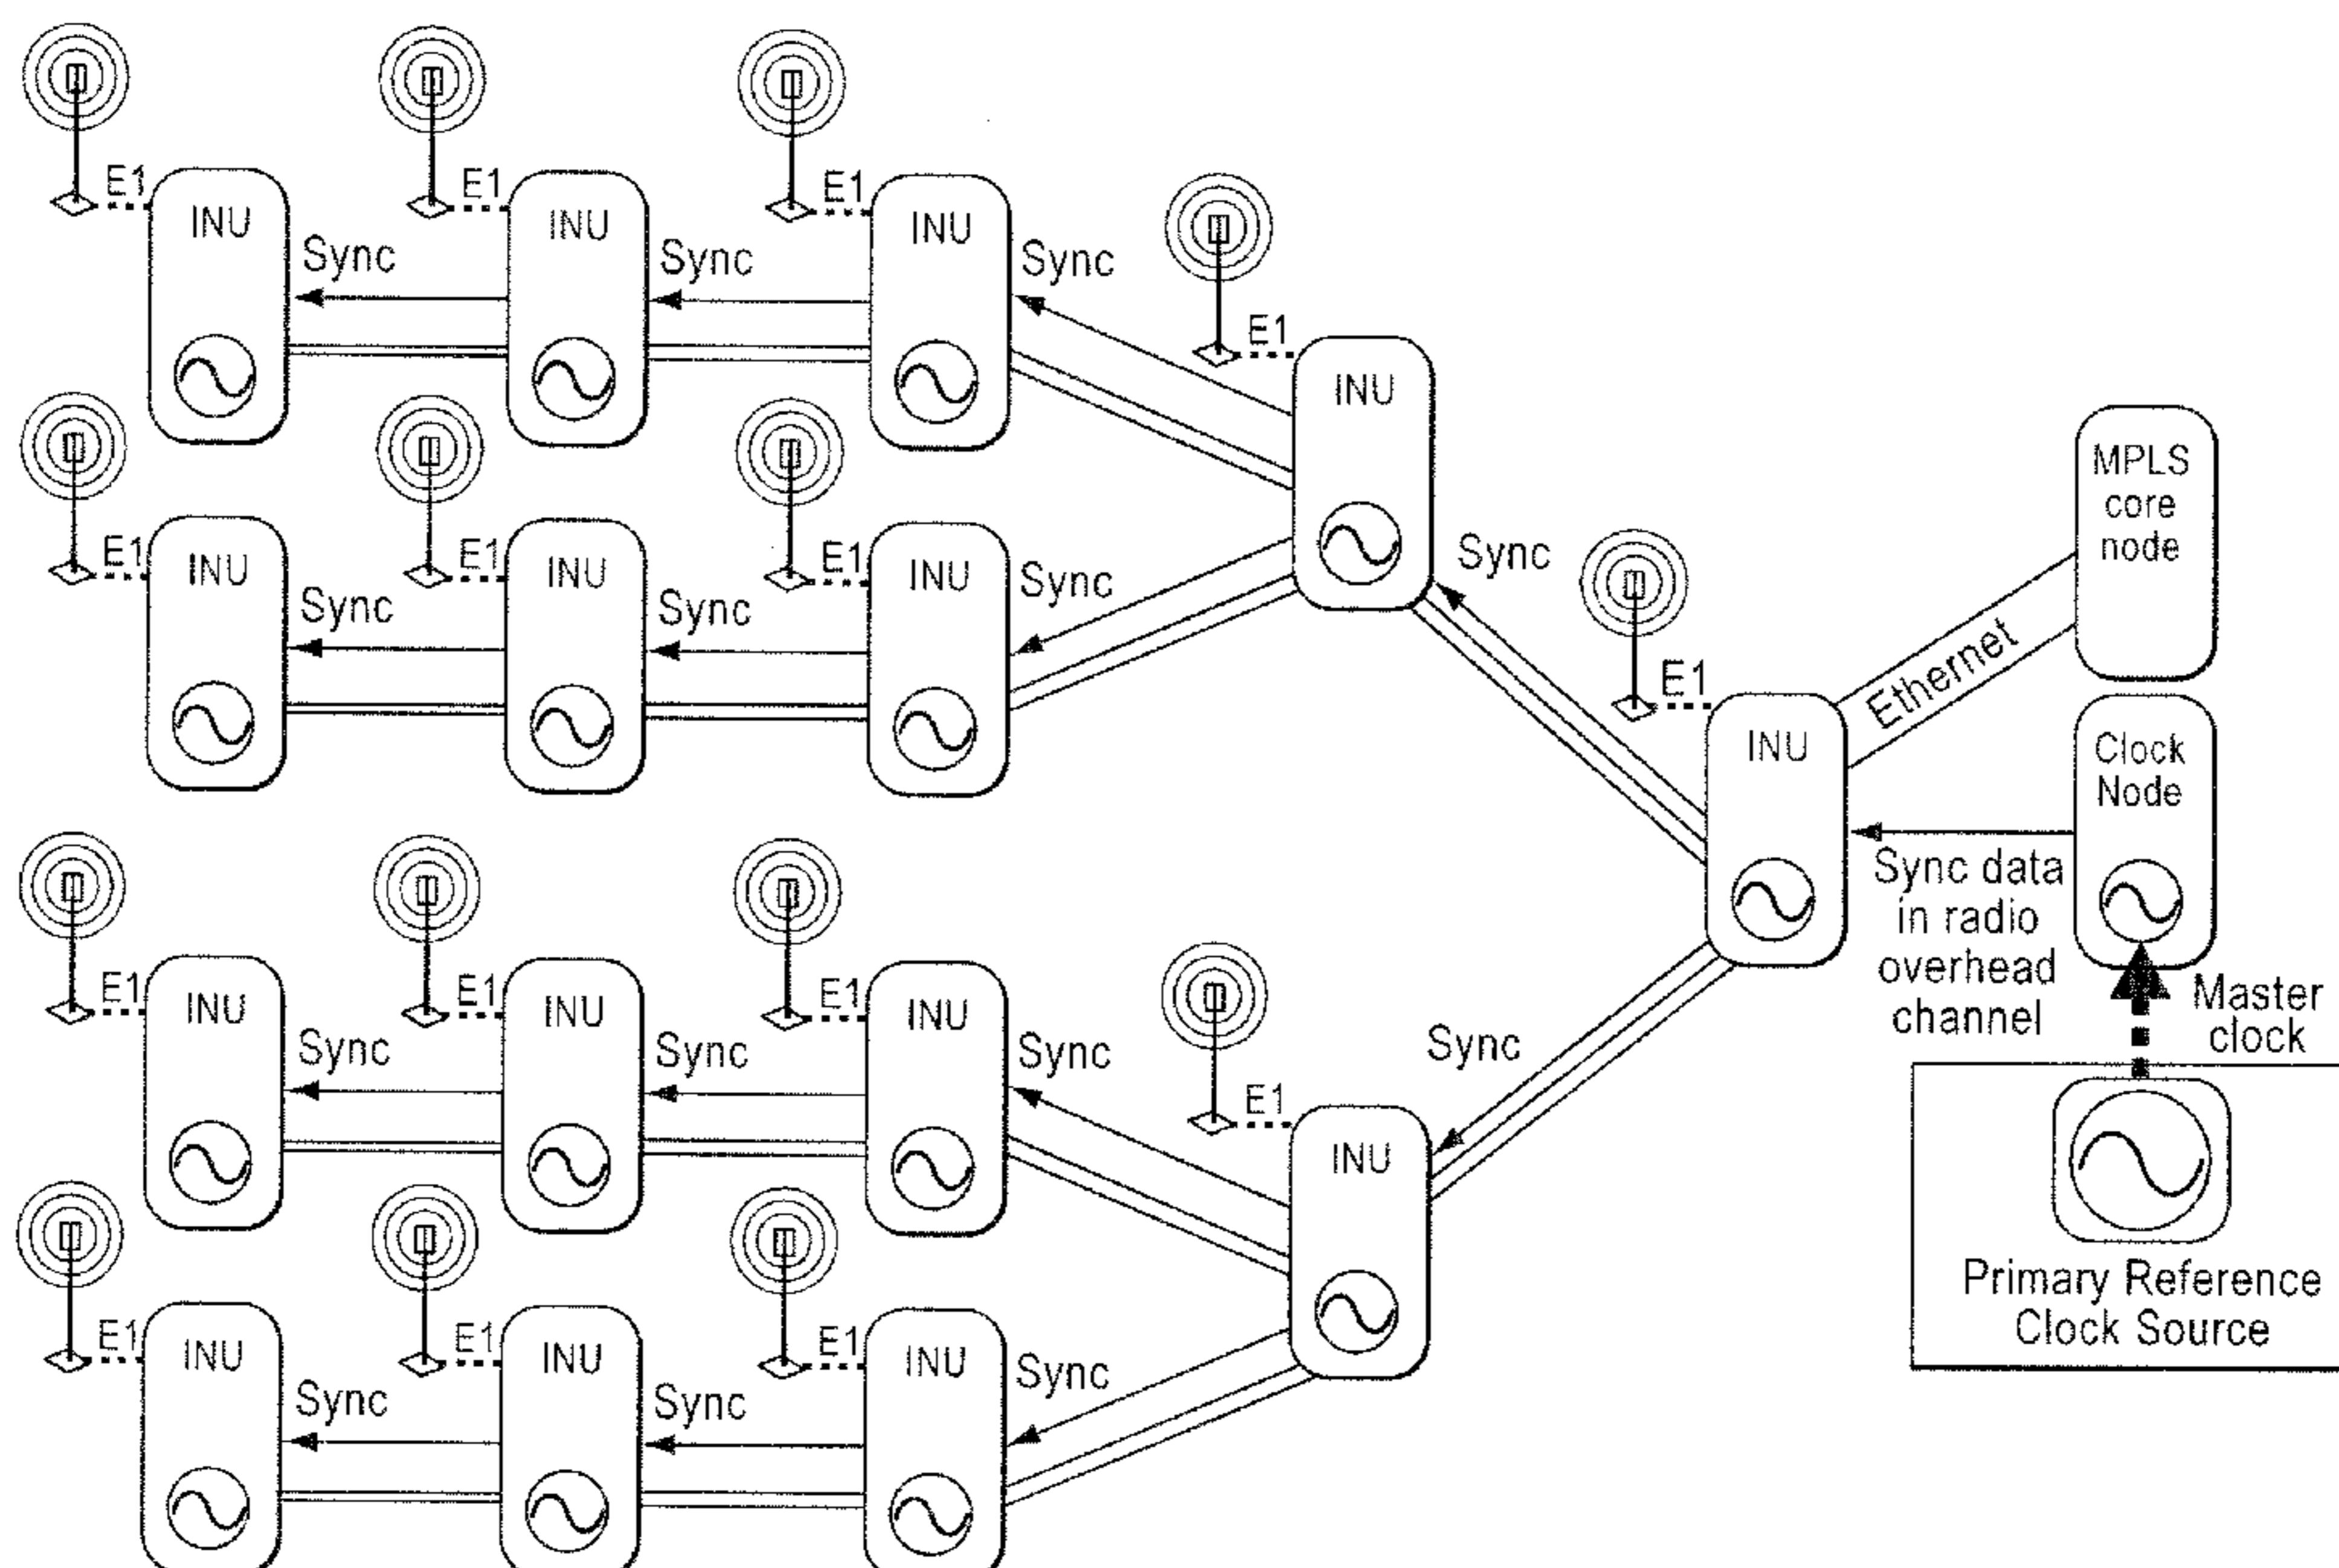 E1
E1
E1
INU
INU
INU
Sync
Sync
Sync
E1
INU
E1
E1
E1
INU
INU
INU
Sync
Sync
Sync
Sync
MPLS
core
node
E1
Ethernet
INU
Clock
Node
Sync data
in radio
overhead
channel
Master
clock
E1
E1
E1
INU
INU
INU
Sync
Sync
Sync
Sync
E1
INU
E1
E1
E1
INU
INU
INU
Sync
Sync
Sync
Primary Reference
Clock Source